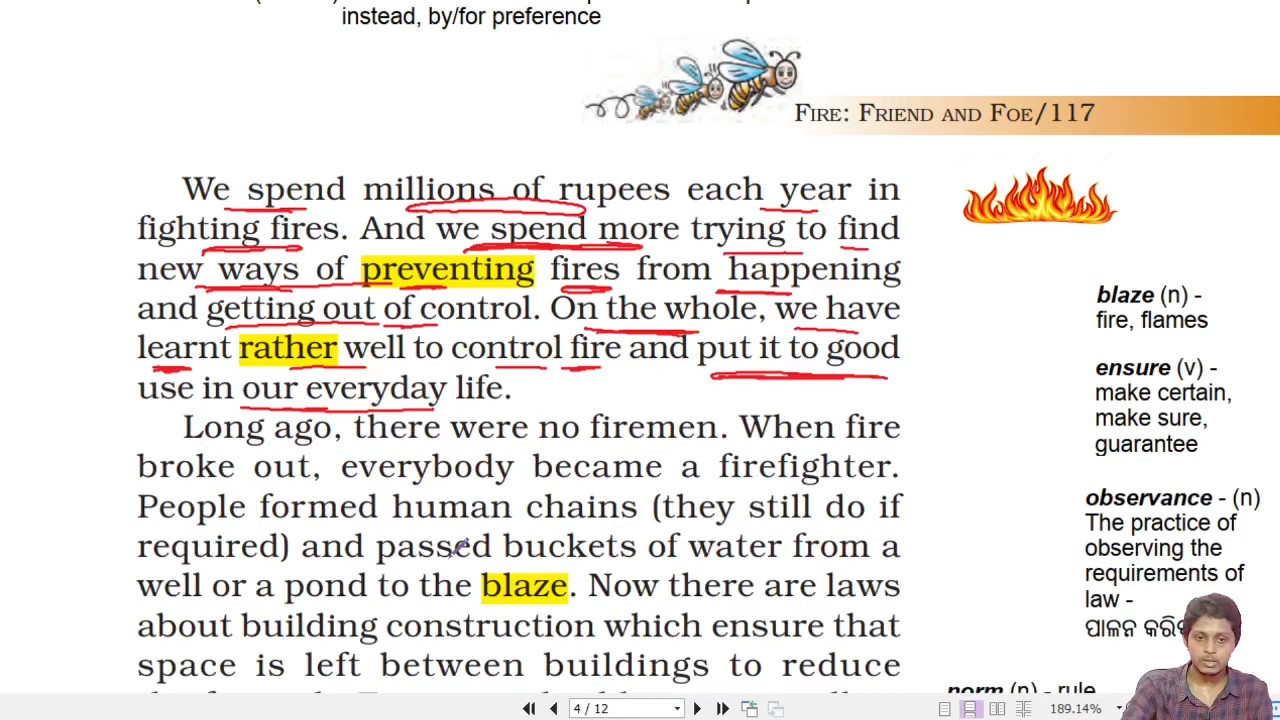 instead, by/for preference
FIRE: FRIEND AND FOE/117
We spend millions of rupees each year in
fighting fires. And we spend more trying to find
new ways of preventing fires from happening
and getting out of control. On the whole, we have
learnt rather well to control fire and put it to good
use in our everyday life.
Long ago, there were no firemen. When fire
broke out, everybody became a firefighter.
People formed human chains (they still do if
required) and passed buckets of water from a
well or a pond to the blaze. Now there are laws
about building construction which ensure that
space is left between buildings to reduce
blaze (n) -
fire, flames
ensure (v) -
make certain,
make sure,
guarantee
observance - (n)
The practice of
observing the
requirements of
law -
ପାଳନ
norm (n) - rule
4 / 12
189.14%